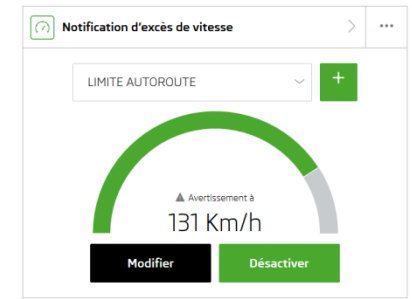 Notification d'excès de vitesse
LIMITE AUTOROUTE
+
Avertissement à
131 Km/h
Modifier
Désactiver